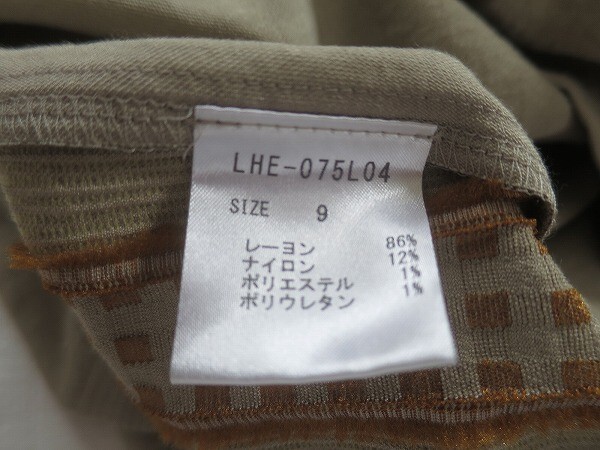 LHE-075L04
SIZE 9
レーヨン 86%
ナイロン 12%
ポリエステル 1%
ポリウレタン 1%